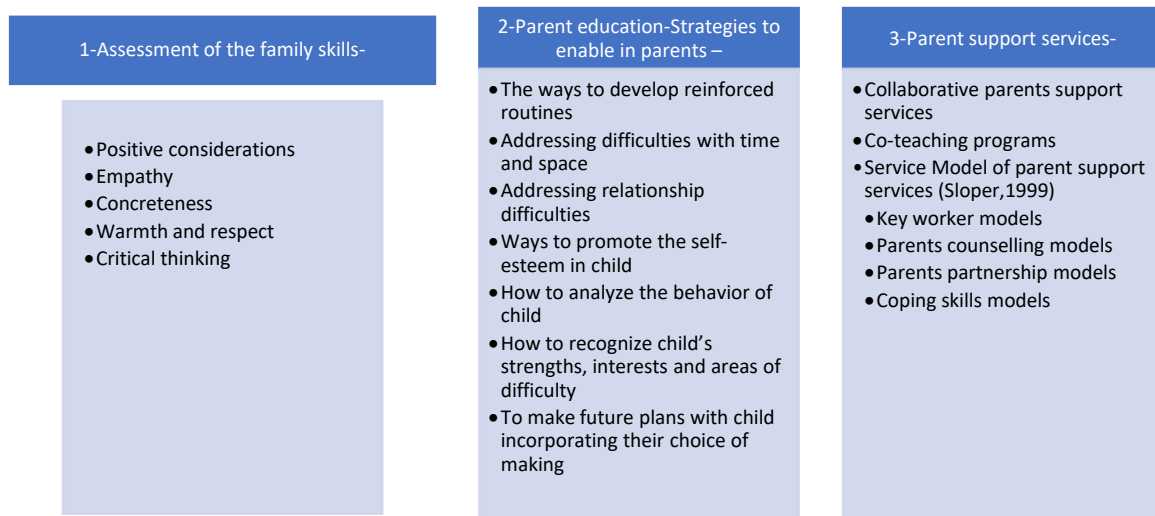 1-Assessment of the family skills-
•Positive considerations
•Empathy
•Concreteness
•Warmth and respect
•Critical thinking
2-Parent education-Strategies to
enable in parents –
•The ways to develop reinforced
routines
•Addressing difficulties with time
and space
•Addressing relationship
difficulties
•Ways to promote the self-
esteem in child
•How to analyze the behavior of
child
•How to recognize child’s
strengths, interests and areas of
difficulty
•To make future plans with child
incorporating their choice of
making
3-Parent support services-
•Collaborative parents support
services
•Co-teaching programs
•Service Model of parent support
services (Sloper,1999)
•Key worker models
•Parents counselling models
•Parents partnership models
•Coping skills models